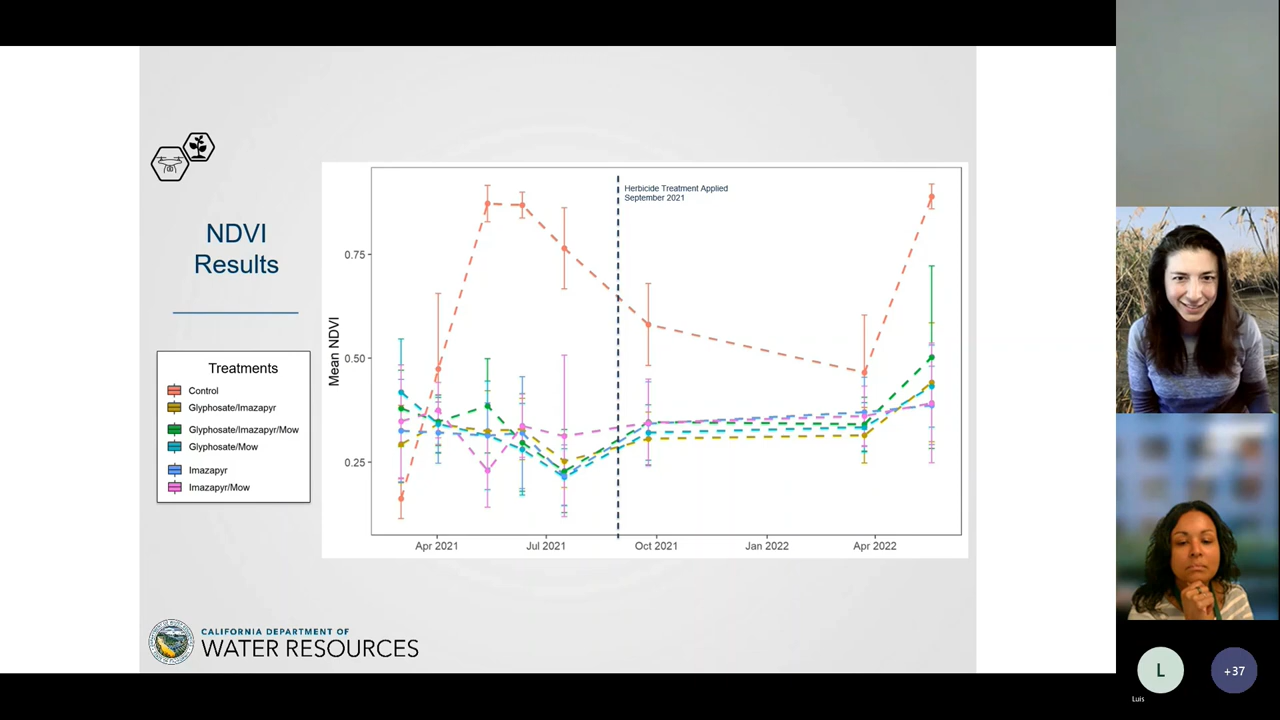 NDVI
Results
Treatments
Control
Glyphosate/Imazapyr
Glyphosate/Imazapyr/Mow
Glyphosate/Mow
Imazapyr
Imazapyr/Mow
Mean NDVI
0.75
0.50
0.25
Herbicide Treatment Applied
September 2021
Apr 2021
Jul 2021
Oct 2021
Jan 2022
Apr 2022
CALIFORNIA DEPARTMENT OF
WATER RESOURCES
L
Luis
+37